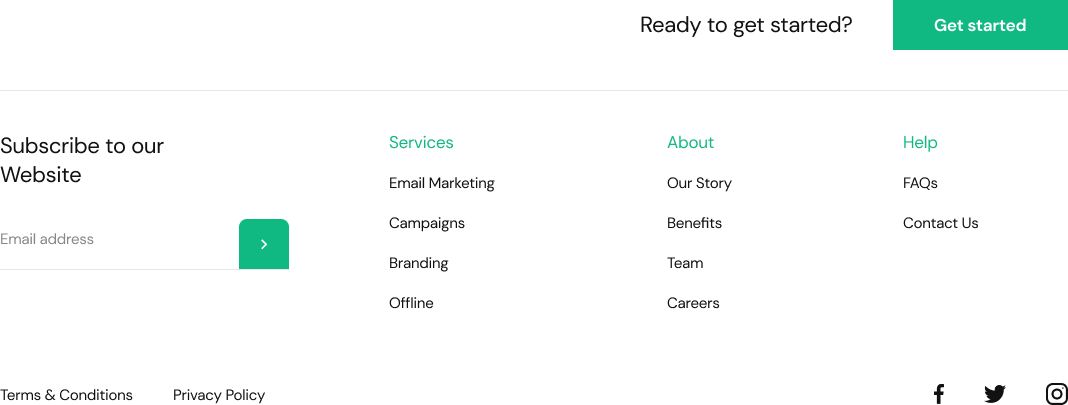 Ready to get started?
Get started
Subscribe to our
Website
Email address
Services
Email Marketing
Campaigns
Branding
Offline
About
Our Story
Benefits
Team
Careers
Help
FAQs
Contact Us
Terms & Conditions
Privacy Policy